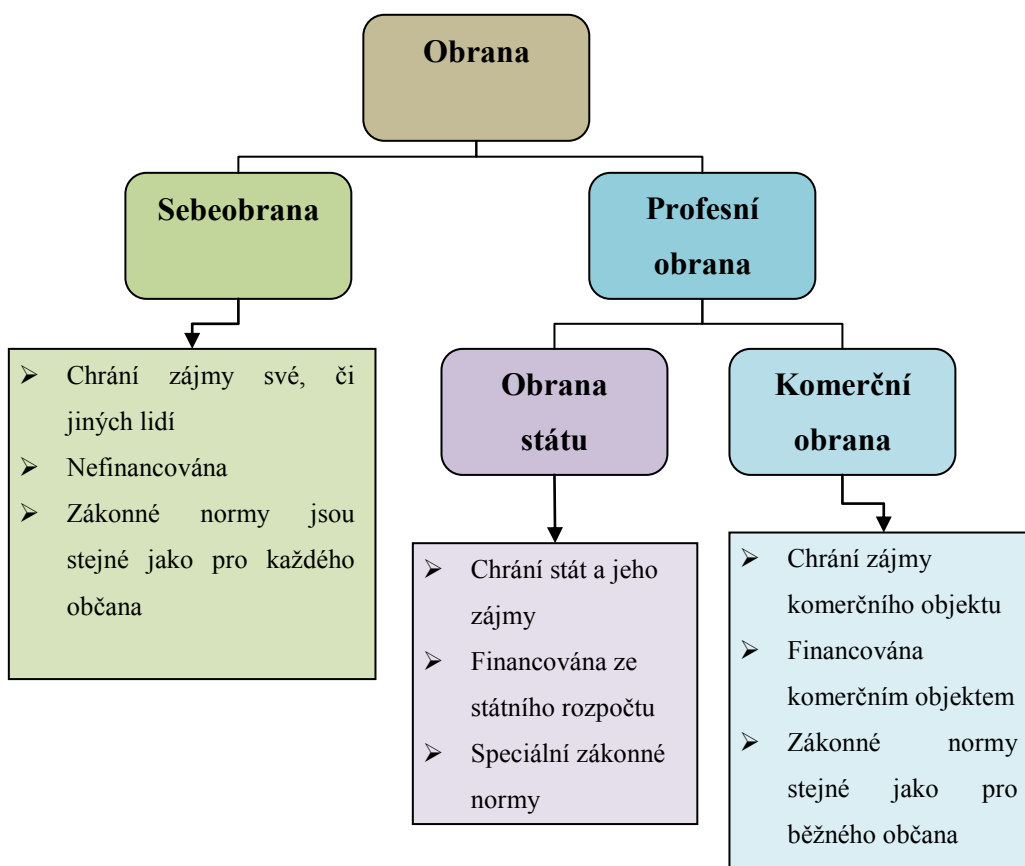 Obrana
Sebeobrana
Profesní
obrana
➢ Chrání zájmy své, či
jiných lidí
➢ Nefinancována
➢ Zákonné normy jsou
stejné jako pro každého
občana
Obrana
státu
Komerční
obrana
➢ Chrání stát a jeho
zájmy
➢ Financována ze
státního rozpočtu
➢ Speciální zákonné
normy
➢ Chrání zájmy
komerčního objektu
➢ Financována
komerčním objektem
➢ Zákonné normy
stejné jako pro
běžného občana